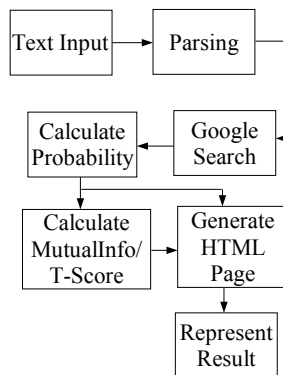 Text Input
Parsing
Google
Search
Calculate
Probability
Calculate
MutualInfo/
T-Score
Generate
HTML
Page
Represent
Result